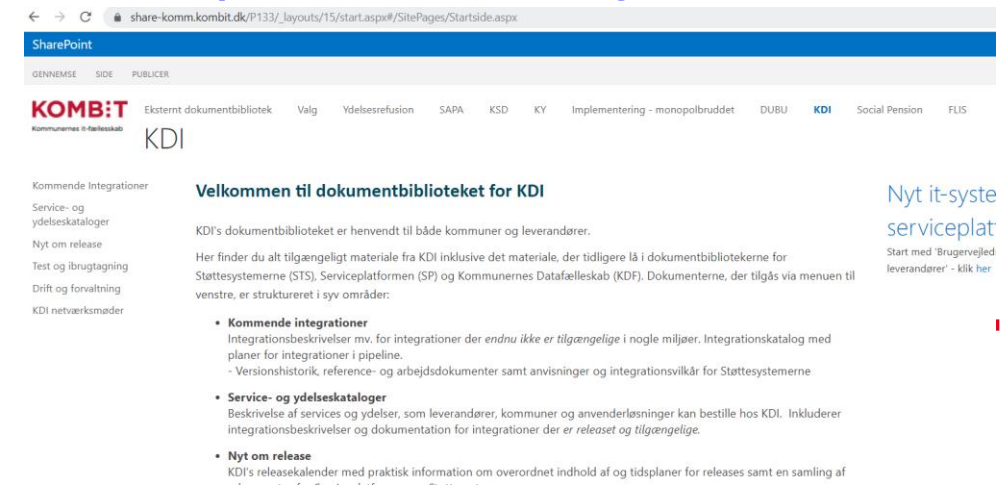 share-komm.kombit.dk/P133/_layouts/15/start.aspx#/SitePages/Startside.aspx
SharePoint
GENNEMSE SIDE PUBLICER
KOMB:T
Kommunernes it-fællesskab
Eksternt dokumentbibliotek Valg Ydelsesrefusion SAPA KSD KY Implementering - monopolbruddet DUBU KDI Social Pension FLIS
KDI
Kommende Integrationer
Service- og
ydelseskataloger
Nyt om release
Test og ibrugtagning
Drift og forvaltning
KDI netværksmøder
Velkommen til dokumentbiblioteket for KDI
KDI's dokumentbibliotek er henvendt til både kommuner og leverandører.
Her finder du alt tilgængeligt materiale fra KDI inklusive det materiale, der tidligere lå i dokumentbibliotekerne for
Støttesystemerne (STS), Serviceplatformen (SP) og Kommunernes Datafælleskab (KDF). Dokumenterne, der tilgås via menuen til
venstre, er struktureret i syv områder:
• Kommende integrationer
Integrationsbeskrivelser mv. for integrationer der endnu ikke er tilgængelige i nogle miljøer. Integrationskatalog med
planer for integrationer i pipeline.
- Versionshistorik, reference- og arbejdsdokumenter samt anvisninger og integrationsvilkår for Støttesystemerne
• Service- og ydelseskataloger
Beskrivelse af services og ydelser, som leverandører, kommuner og anvenderløsninger kan bestille hos KDI. Inkluderer
integrationsbeskrivelser og dokumentation for integrationer der er releaset og tilgængelige.
• Nyt om release
KDI's releasekalender med praktisk information om overordnet indhold af og tidsplaner for releases samt en samling af
Nyt it-syste
serviceplat
Start med 'Brugervejled
leverandører' - klik her